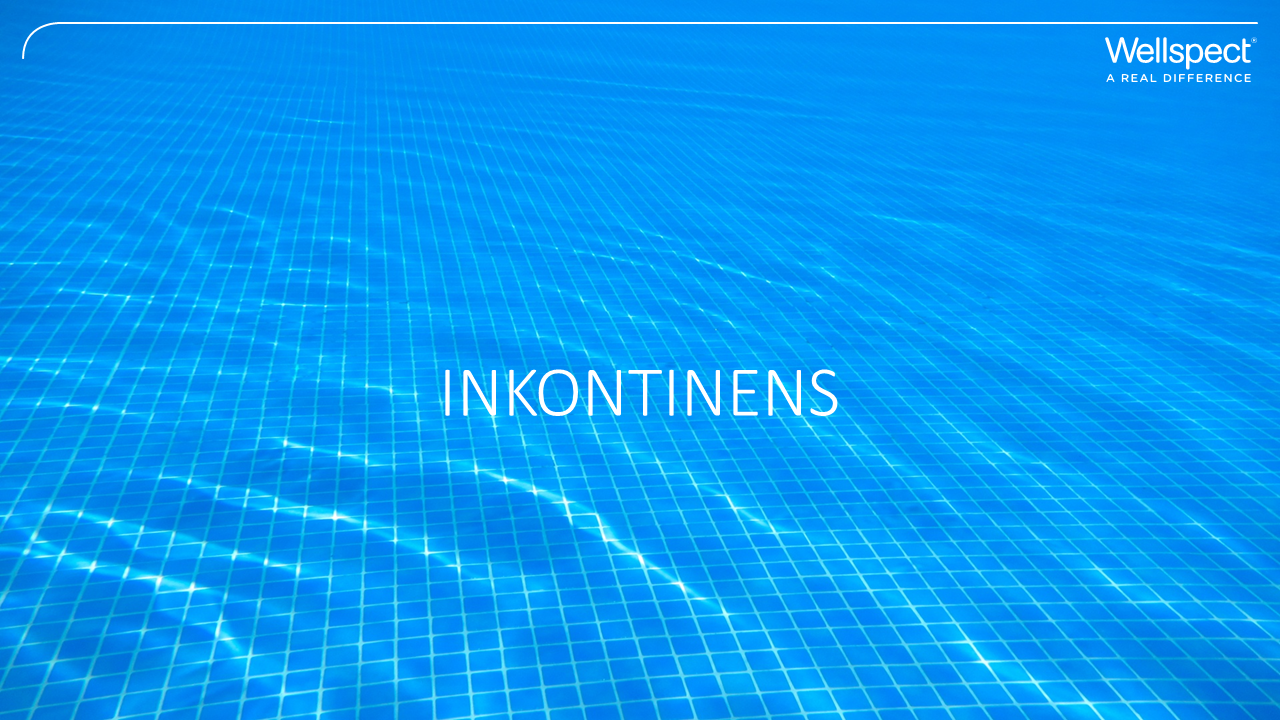 Wellspect®
A REAL DIFFERENCE
INKONTINENS